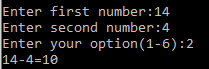 Enter first number:14
Enter second number:4
Enter your option(1-6):2
14-4=10